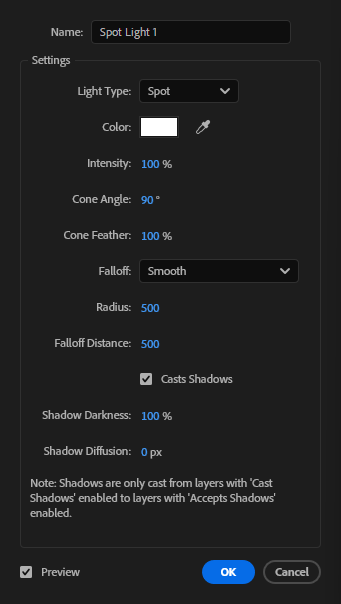 Name: Spot Light 1
Settings
Light Type: Spot
Color:
Intensity: 100 %
Cone Angle: 90 °
Cone Feather: 100 %
Falloff: Smooth
Radius: 500
Falloff Distance: 500
Casts Shadows
Shadow Darkness: 100 %
Shadow Diffusion: 0 px
Note: Shadows are only cast from layers with 'Cast
Shadows' enabled to layers with 'Accepts Shadows'
enabled.
Preview OK Cancel